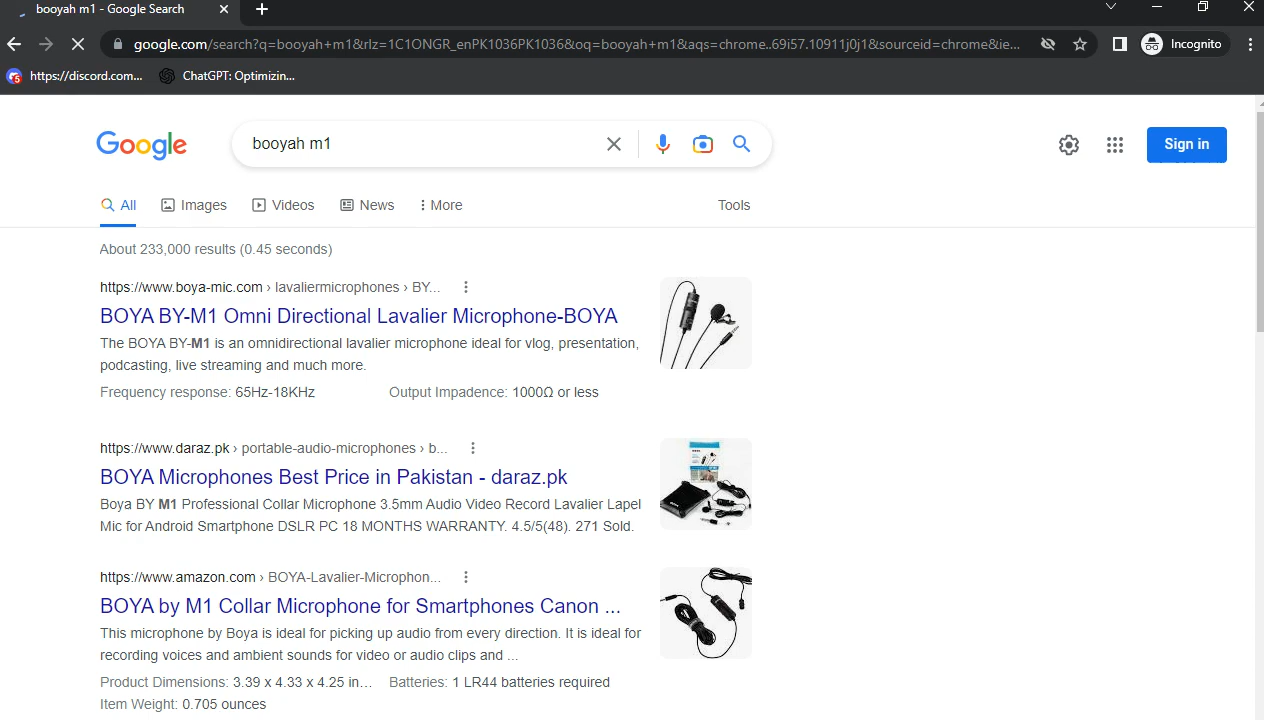 booyah m1 - Google Search
google.com/search?q=booyah+m1&rlz=1C1ONGR_enPK1036PK1036&oq=booyah+m1&aqs=chrome..69i57.10911j0j1&sourceid=chrome&ie...
Incognito
https://discord.com...
ChatGPT: Optimizin...
Google
booyah m1
Sign in
All
Images
Videos
News
More
Tools
About 233,000 results (0.45 seconds)
https://www.boya-mic.com › lavaliermicrophones › BY...
BOYA BY-M1 Omni Directional Lavalier Microphone-BOYA
The BOYA BY-M1 is an omnidirectional lavalier microphone ideal for vlog, presentation,
podcasting, live streaming and much more.
Frequency response: 65Hz-18KHz
Output Impadence: 1000Ω or less
https://www.daraz.pk › portable-audio-microphones › b...
BOYA Microphones Best Price in Pakistan - daraz.pk
Boya BY M1 Professional Collar Microphone 3.5mm Audio Video Record Lavalier Lapel
Mic for Android Smartphone DSLR PC 18 MONTHS WARRANTY. 4.5/5(48). 271 Sold.
https://www.amazon.com › BOYA-Lavalier-Microphon...
BOYA by M1 Collar Microphone for Smartphones Canon ...
This microphone by Boya is ideal for picking up audio from every direction. It is ideal for
recording voices and ambient sounds for video or audio clips and ...
Product Dimensions: 3.39 x 4.33 x 4.25 in...
Batteries: 1 LR44 batteries required
Item Weight: 0.705 ounces